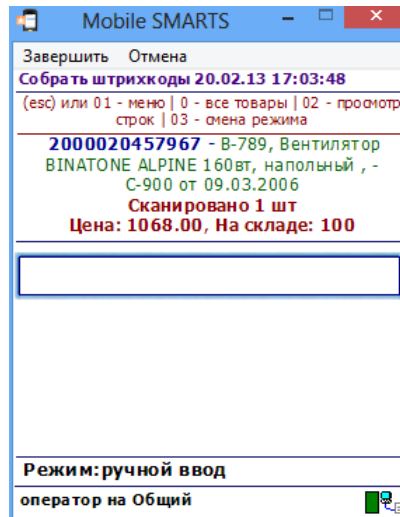 Mobile SMARTS
Завершить Отмена
Собрать штрихкоды 20.02.13 17:03:48
(esc) или 01 - меню | 0 - все товары | 02 - просмотр
строк | 03 - смена режима
2000020457967 - В-789, Вентилятор
BINATONE ALPINE 160вт, напольный , -
С-900 от 09.03.2006
Сканировано 1 шт
Цена: 1068.00, На складе: 100
Режим:ручной ввод
оператор на Общий